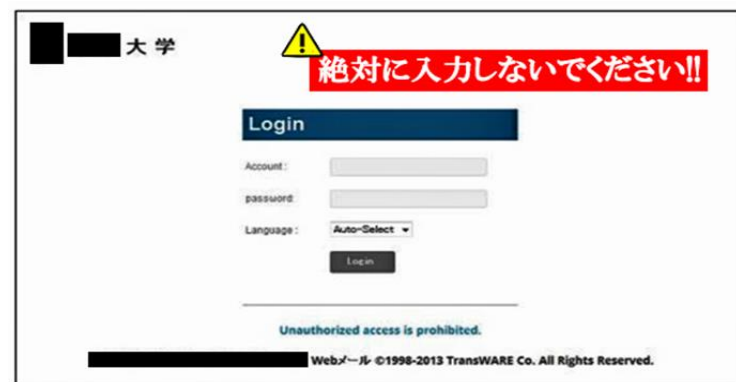 大学
絶対に入力しないでください!!
Login
Account :
password:
Language : Auto-Select
Login
Unauthorized access is prohibited.
Webメール ©1998-2013 TransWARE Co. All Rights Reserved.